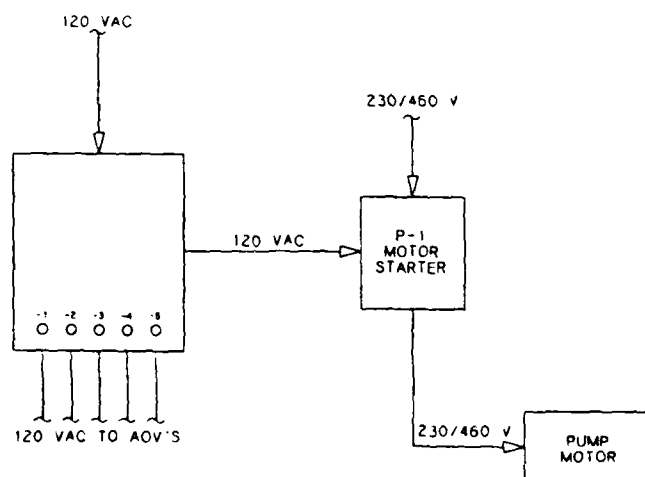 120 VAC
230/460 V
120 VAC
P-1
MOTOR
STARTER
-1 -2 -3 -4 -5
120 VAC TO AOV'S
230/460 V
PUMP
MOTOR